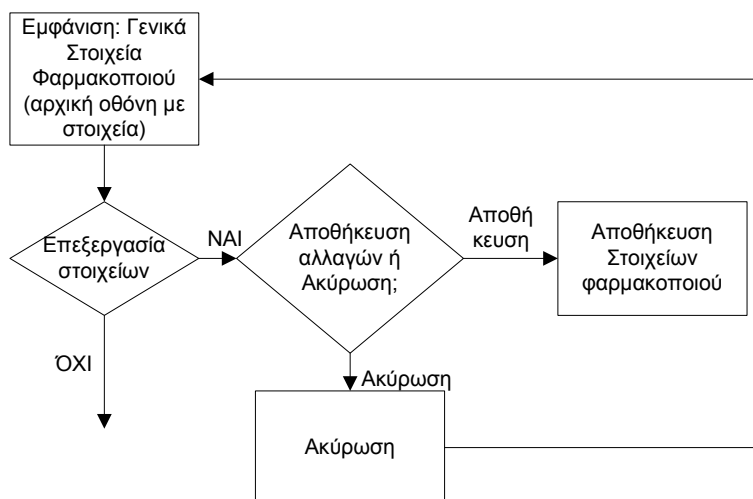 Εμφάνιση: Γενικά
Στοιχεία
Φαρμακοποιού
(αρχική οθόνη με
στοιχεία)
Επεξεργασία
στοιχείων
ΝΑΙ
Αποθήκευση
αλλαγών ή
Ακύρωση;
Αποθή
κευση
Αποθήκευση
Στοιχείων
φαρμακοποιού
ΌΧΙ
Ακύρωση
Ακύρωση